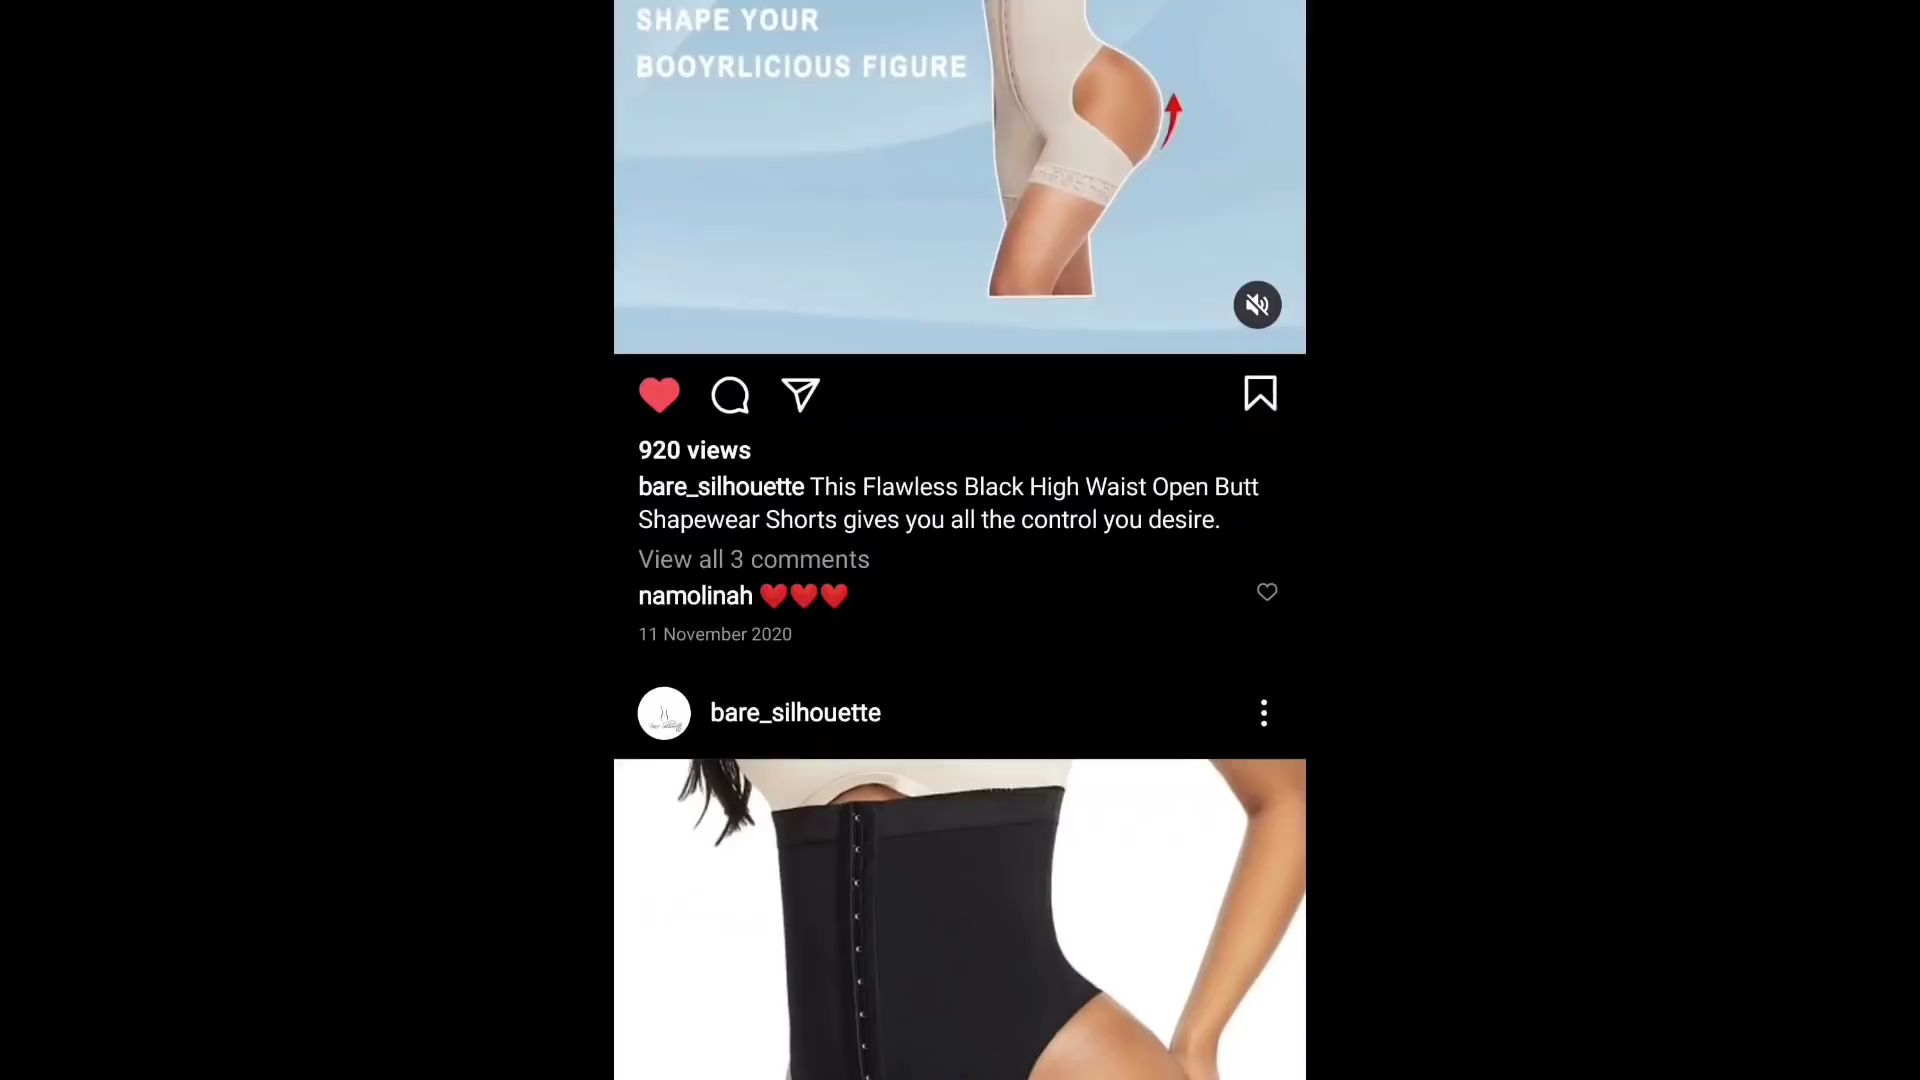 SHAPE YOUR
BOOYRLICIOUS FIGURE
920 views
bare_silhouette This Flawless Black High Waist Open Butt
Shapewear Shorts gives you all the control you desire.
View all 3 comments
namolinah ❤️❤️❤️
11 November 2020
bare_silhouette